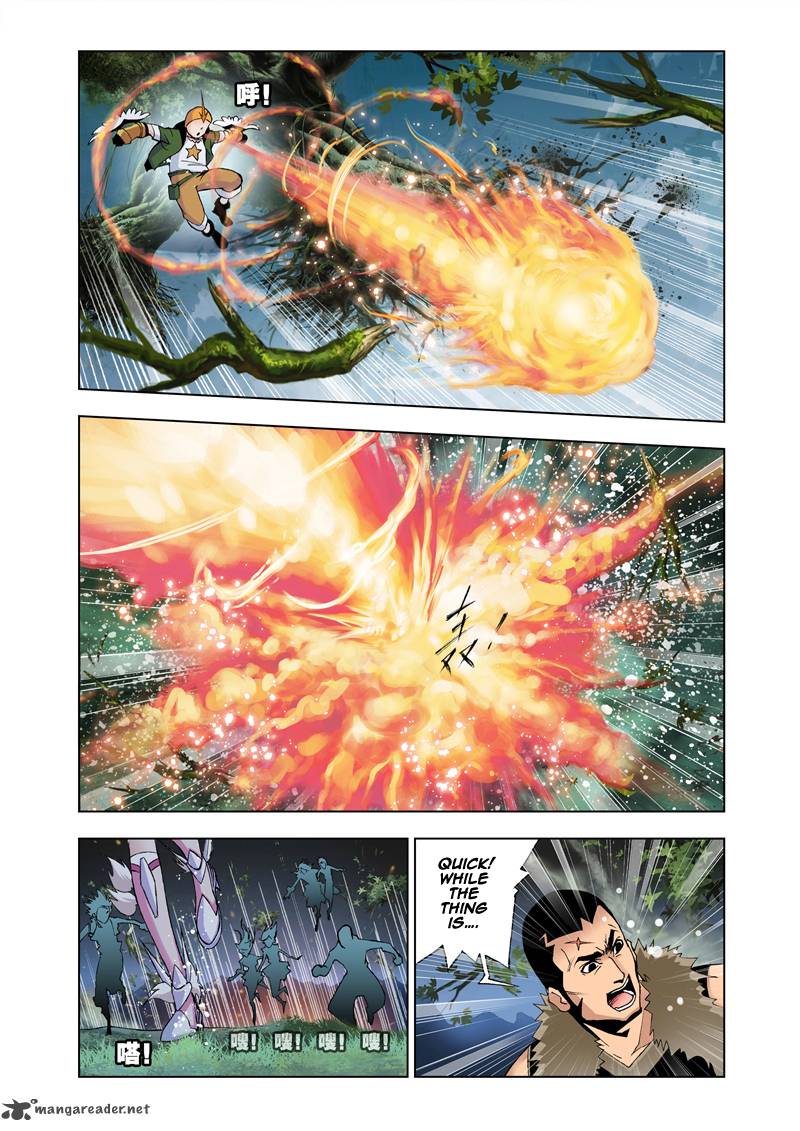 呼！
轰！
QUICK!
WHILE
THE
THING
IS....
嗒！
嗖！ 嗖！ 嗖！ 嗖！
mangareader.net